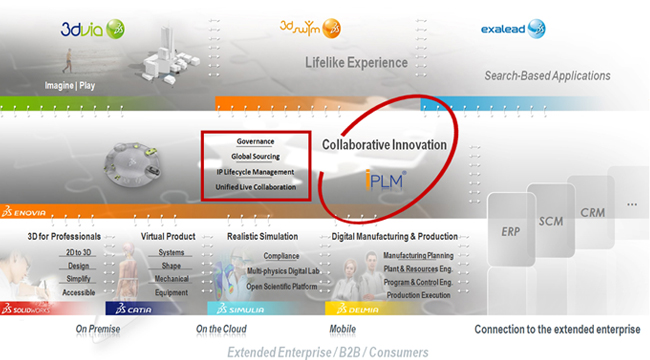 3dvia
3dswym
exalead
Lifelike Experience
Search-Based Applications
Imagine | Play
Governance
Global Sourcing
IP Lifecycle Management
Unified Live Collaboration
Collaborative Innovation
iPLM
ENOVIA
ERP
SCM
CRM
...
3D for Professionals
2D to 3D
Design
Simplify
Accessible
Virtual Product
Systems
Shape
Mechanical
Equipment
Realistic Simulation
Compliance
Multi-physics Digital Lab
Open Scientific Platform
Digital Manufacturing & Production
Manufacturing Planning
Plant & Resources Eng.
Program & Control Eng.
Production Execution
SOLIDWORKS
CATIA
SIMULIA
DELMIA
On Premise
On the Cloud
Mobile
Connection to the extended enterprise
Extended Enterprise / B2B / Consumers